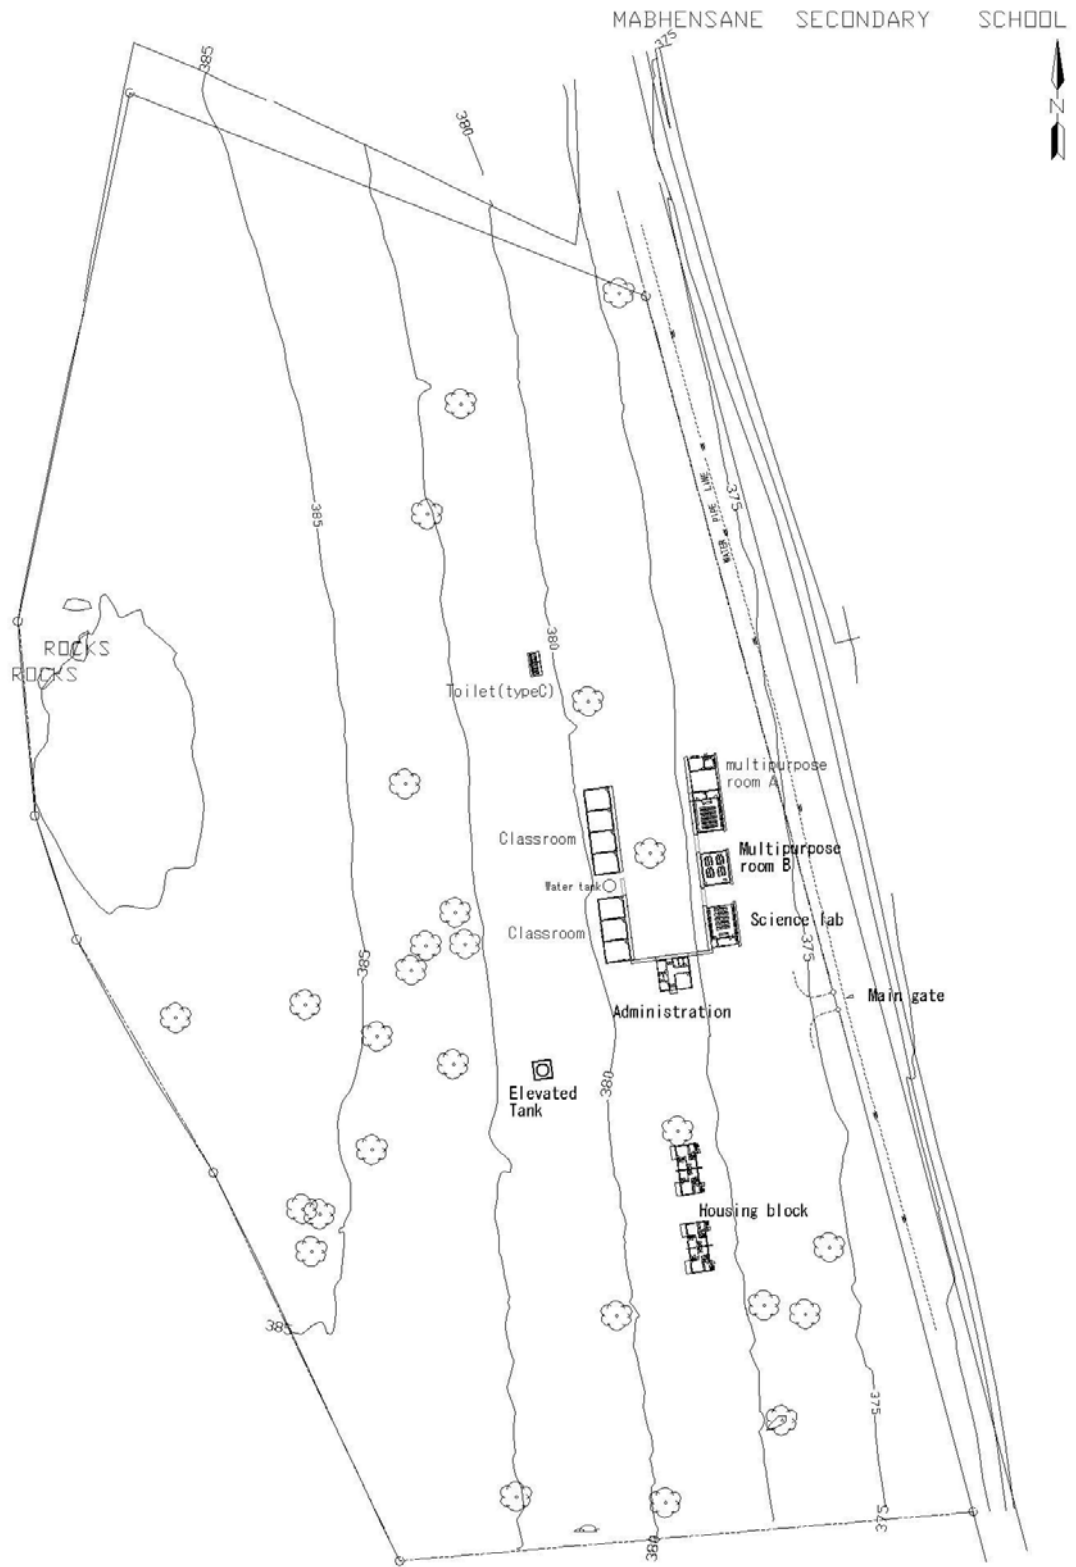 MABHENSANE SECONDARY SCHOOL
375
385
N
380
WATER PIPE LINE
375
385
380
ROCKS
ROCKS
Toilet(typeC)
multipurpose
room A
Classroom
Multipurpose
room B
Water tank
Science lab
Classroom
375
385
Main gate
Administration
380
Elevated
Tank
Housing block
385
375
375
380